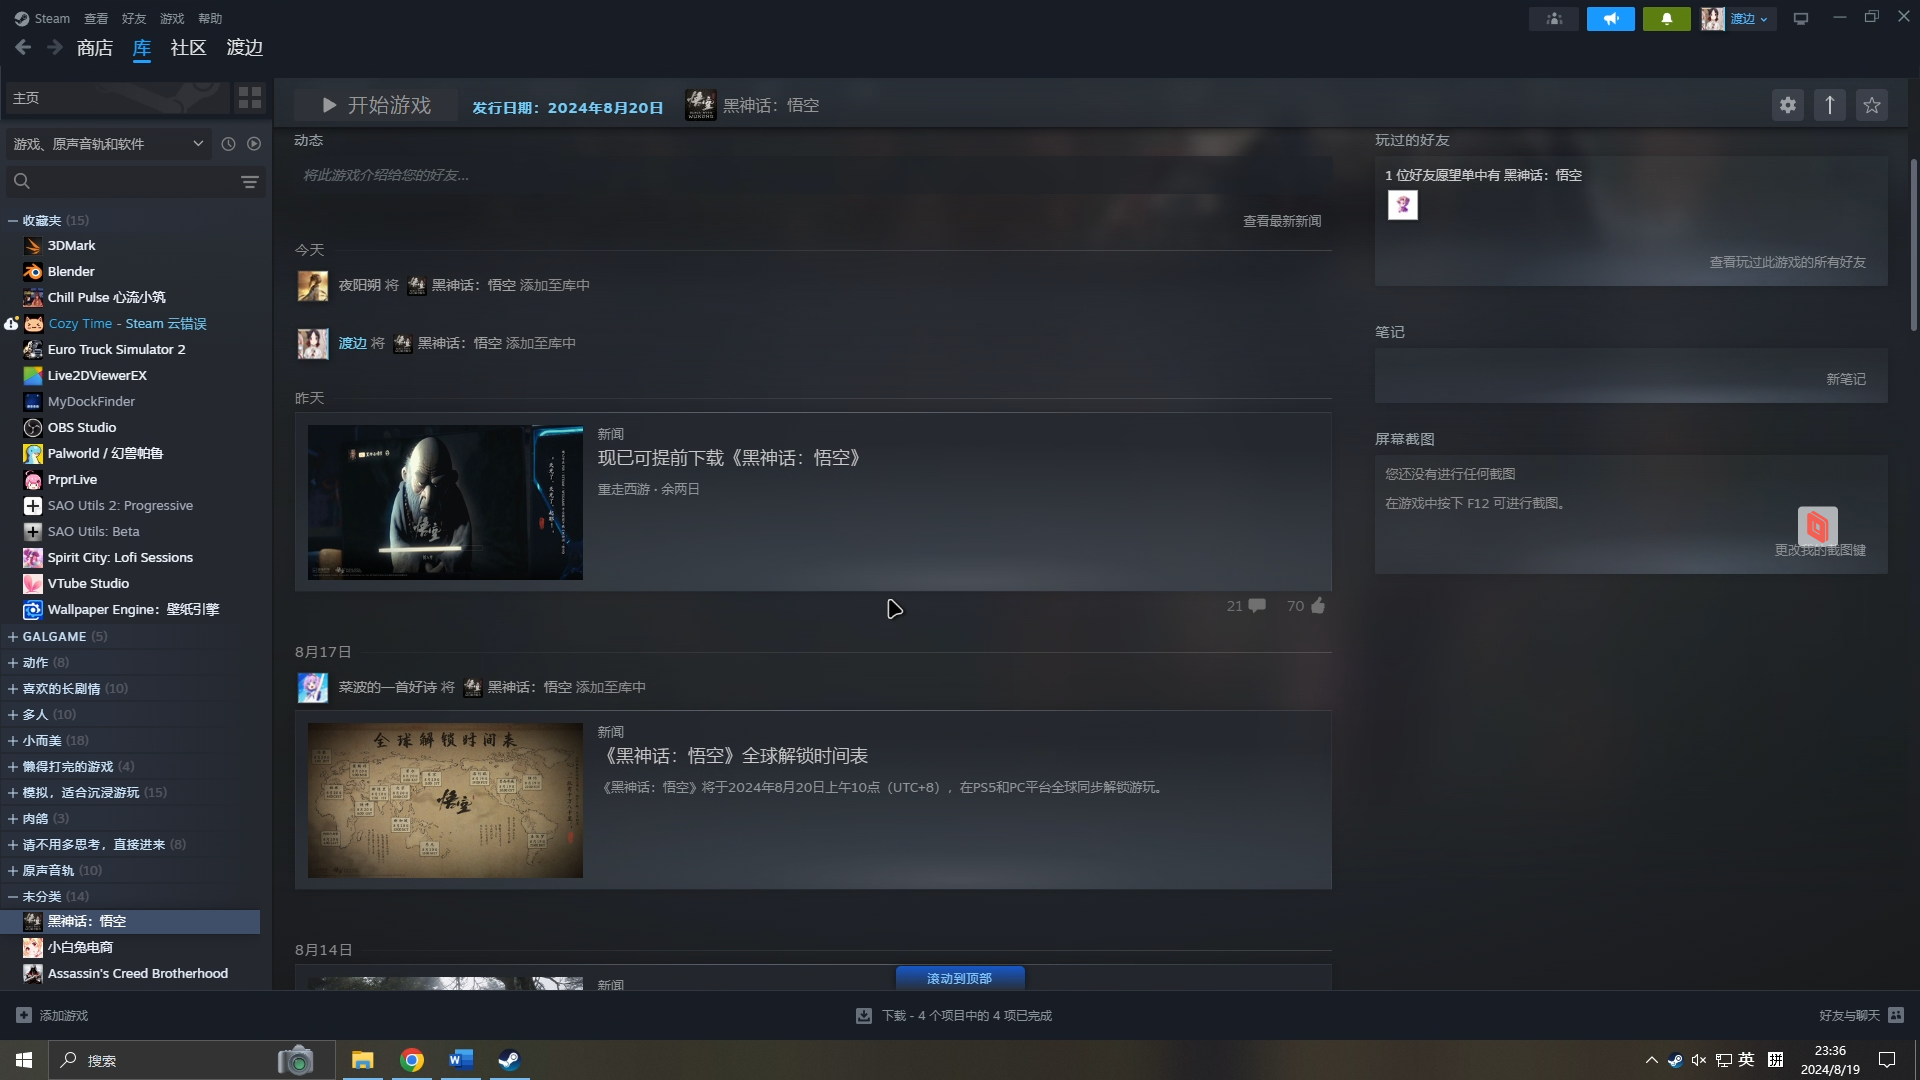 Steam 查看 好友 游戏 帮助
渡边
商店 库 社区 渡边
主页
开始游戏
发行日期：2024年8月20日
黑神话：悟空
游戏、原声音轨和软件
动态
将此游戏介绍给您的好友...
查看最新新闻
收藏夹 (15)
3DMark
Blender
Chill Pulse 心流小筑
Cozy Time - Steam 云错误
Euro Truck Simulator 2
Live2DViewerEX
MyDockFinder
OBS Studio
Palworld / 幻兽帕鲁
PrprLive
SAO Utils 2: Progressive
SAO Utils: Beta
Spirit City: Lofi Sessions
VTube Studio
Wallpaper Engine：壁纸引擎
GALGAME (5)
动作 (8)
喜欢的长剧情 (10)
多人 (10)
小而美 (18)
懒得打完的游戏 (4)
模拟，适合沉浸游玩 (15)
肉鸽 (3)
请不用多思考，直接进来 (8)
原声音轨 (10)
未分类 (14)
黑神话：悟空
小白兔电商
Assassin's Creed Brotherhood
今天
夜阳朔 将 黑神话：悟空 添加至库中
渡边 将 黑神话：悟空 添加至库中
昨天
新闻
现已可提前下载《黑神话：悟空》
重走西游 · 余两日
21 70
8月17日
菜波的一首好诗 将 黑神话：悟空 添加至库中
全球解锁时间表
悟空
新闻
《黑神话：悟空》全球解锁时间表
《黑神话：悟空》将于2024年8月20日上午10点（UTC+8），在PS5和PC平台全球同步解锁游玩。
8月14日
新闻
滚动到顶部
玩过的好友
1 位好友愿望单中有 黑神话：悟空
查看玩过此游戏的所有好友
笔记
新笔记
屏幕截图
您还没有进行任何截图
在游戏中按下 F12 可进行截图。
更改我的截图键
添加游戏
下载 - 4 个项目中的 4 项已完成
好友与聊天
搜索
英 拼
23:36
2024/8/19